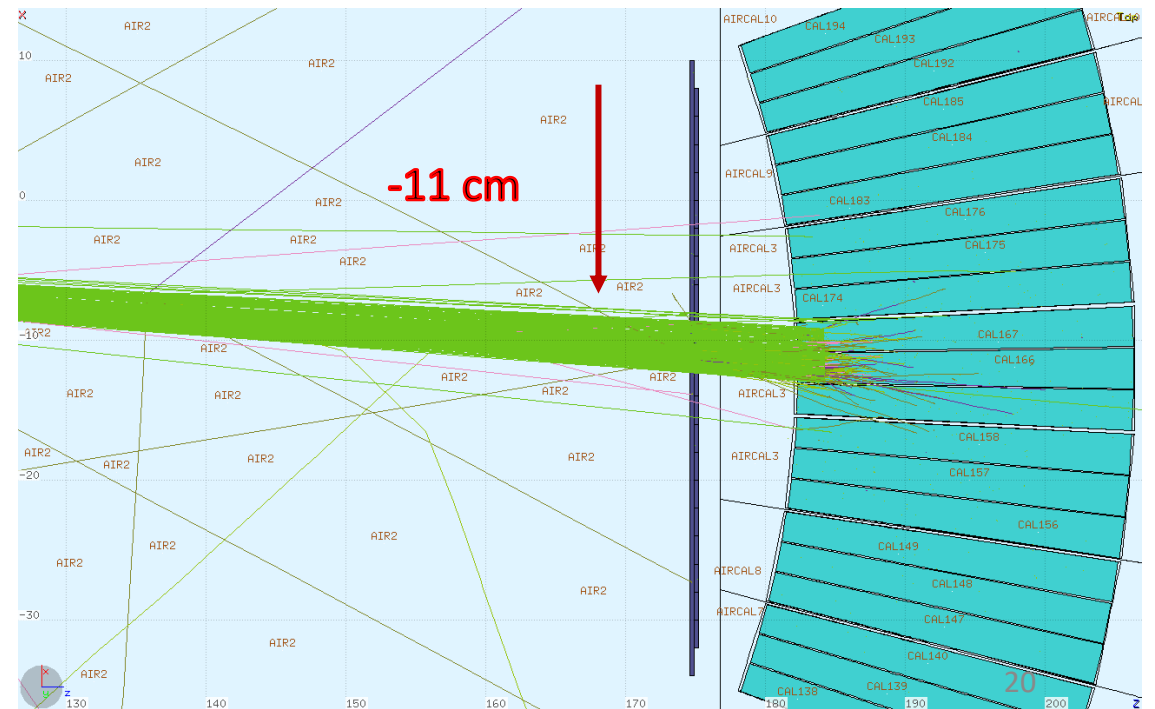 x
AIR2
AIRCAL10
CAL194
Top
CAL193
10
AIR2
CAL192
AIR2
CAL185
AIRCAL
AIR2
CAL184
AIR2
AIRCAL9
-11 cm
0
AIR2
CAL183
CAL176
AIR2
AIR2
AIR2
AIRCAL3
CAL175
AIR2
AIR2
AIR2
AIRCAL3
CAL174
-10
CAL167
AIR2
CAL166
AIR2
AIR2
AIR2
AIR2
AIR2
AIRCAL3
CAL158
AIR2
AIR2
AIR2
AIR2
AIRCAL3
CAL157
-20
CAL156
AIR2
AIR2
CAL149
AIR2
AIRCAL8
CAL148
AIR2
AIRCAL7
-30
CAL147
AIR2
CAL140
AIR2
CAL138
CAL139
20
z
130
140
150
160
170
180
190
200
z